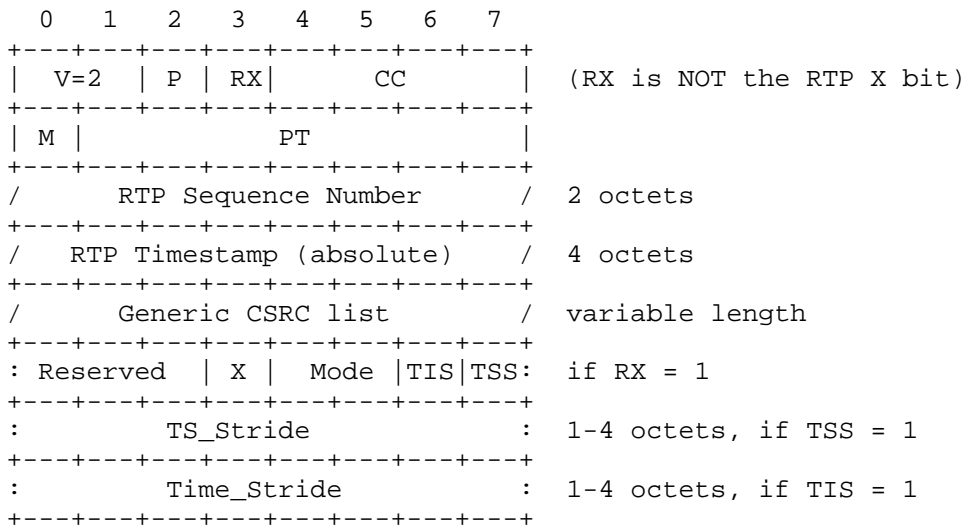 0   1   2   3   4   5   6   7
+---+---+---+---+---+---+---+---+
|  V=2  | P | RX|      CC       |  (RX is NOT the RTP X bit)
+---+---+---+---+---+---+---+---+
| M |            PT             |
+---+---+---+---+---+---+---+---+
/      RTP Sequence Number      /  2 octets
+---+---+---+---+---+---+---+---+
/   RTP Timestamp (absolute)    /  4 octets
+---+---+---+---+---+---+---+---+
/      Generic CSRC list        /  variable length
+---+---+---+---+---+---+---+---+
: Reserved  | X |  Mode |TIS|TSS:  if RX = 1
+---+---+---+---+---+---+---+---+
:         TS_Stride             :  1-4 octets, if TSS = 1
+---+---+---+---+---+---+---+---+
:         Time_Stride           :  1-4 octets, if TIS = 1
+---+---+---+---+---+---+---+---+